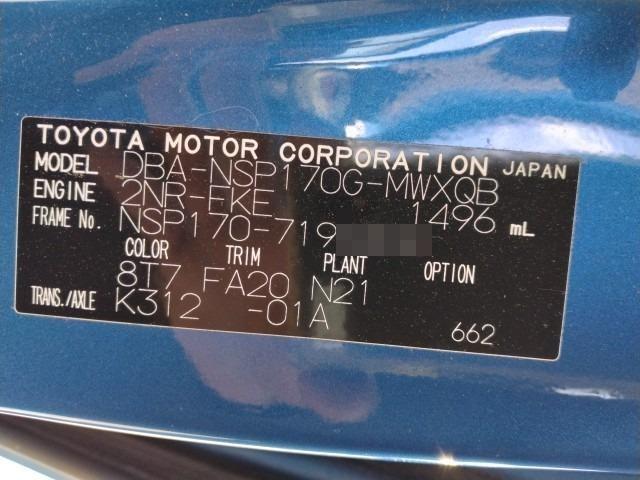 TOYOTA MOTOR CORPORATION JAPAN
MODEL DBA-NSP170G-MWXQB
ENGINE 2NR-FKE 1496 mL
FRAME No. NSP170-719
COLOR TRIM PLANT OPTION
8T7 FA20 N21
TRANS./AXLE K312 -01A
662